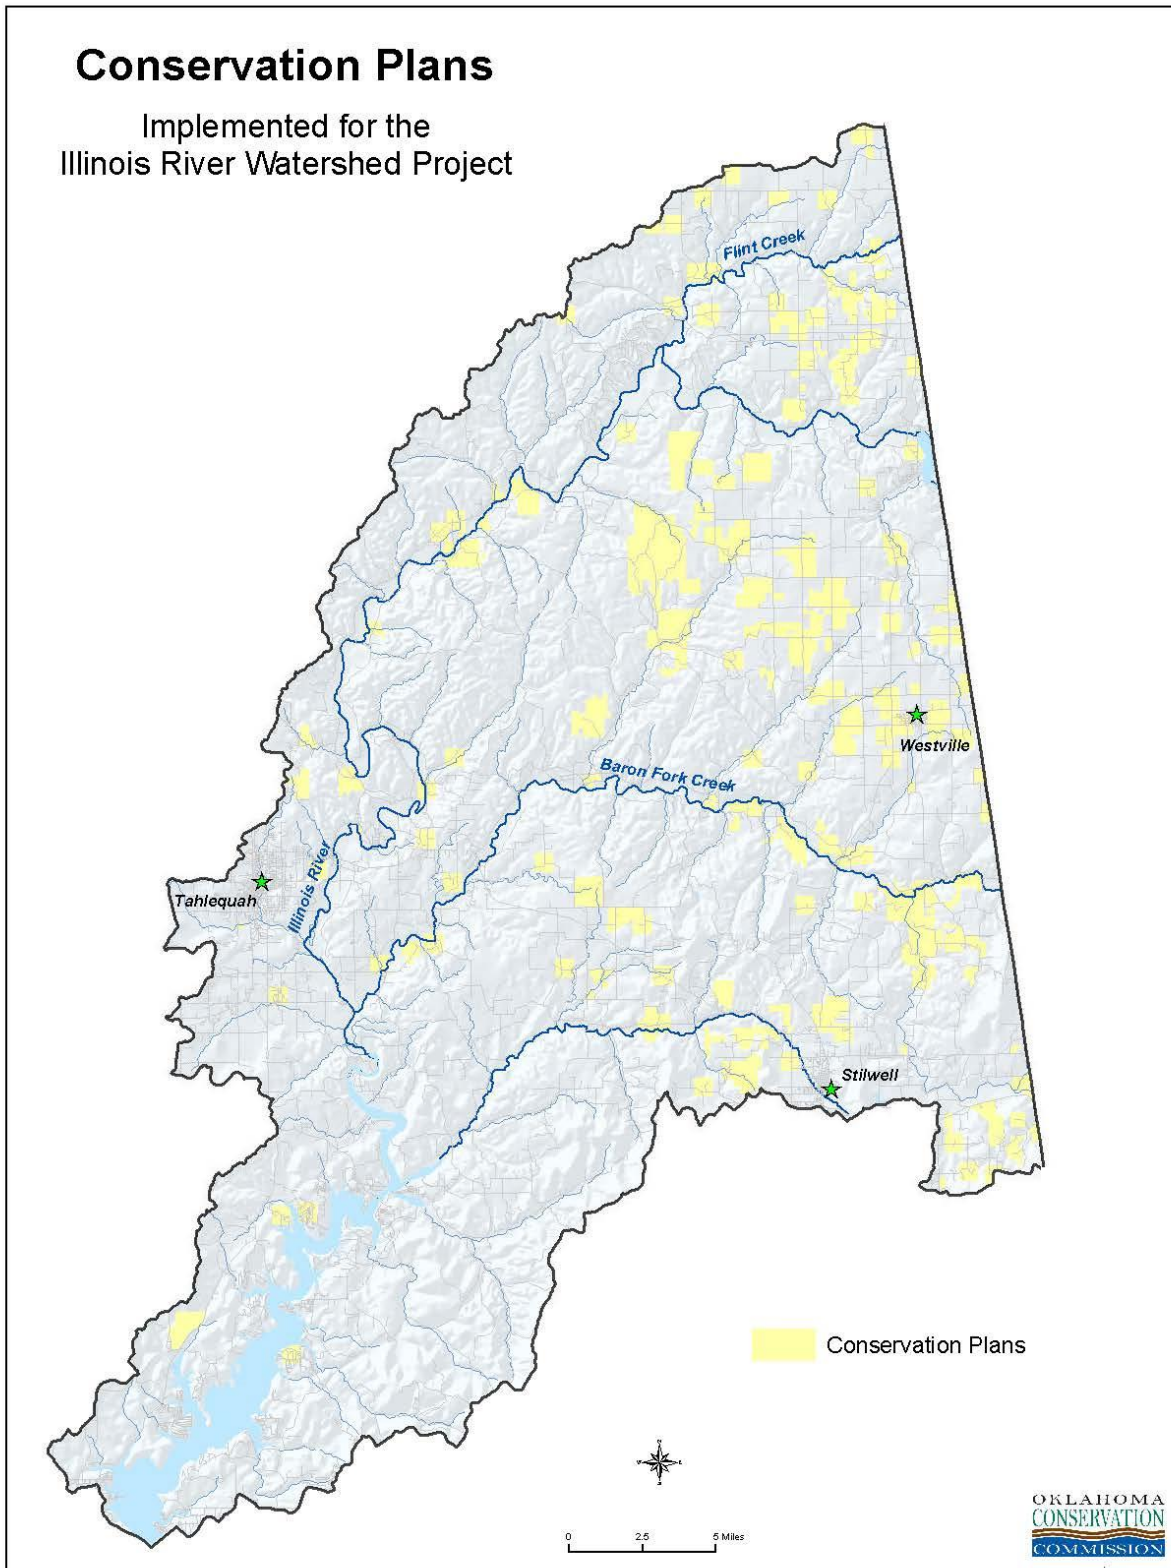 Conservation Plans
Implemented for the
Illinois River Watershed Project
Flint Creek
Westville
Baron Fork Creek
Illinois River
Tahlequah
Stilwell
Conservation Plans
0 2.5 5 Miles
OKLAHOMA
CONSERVATION
COMMISSION